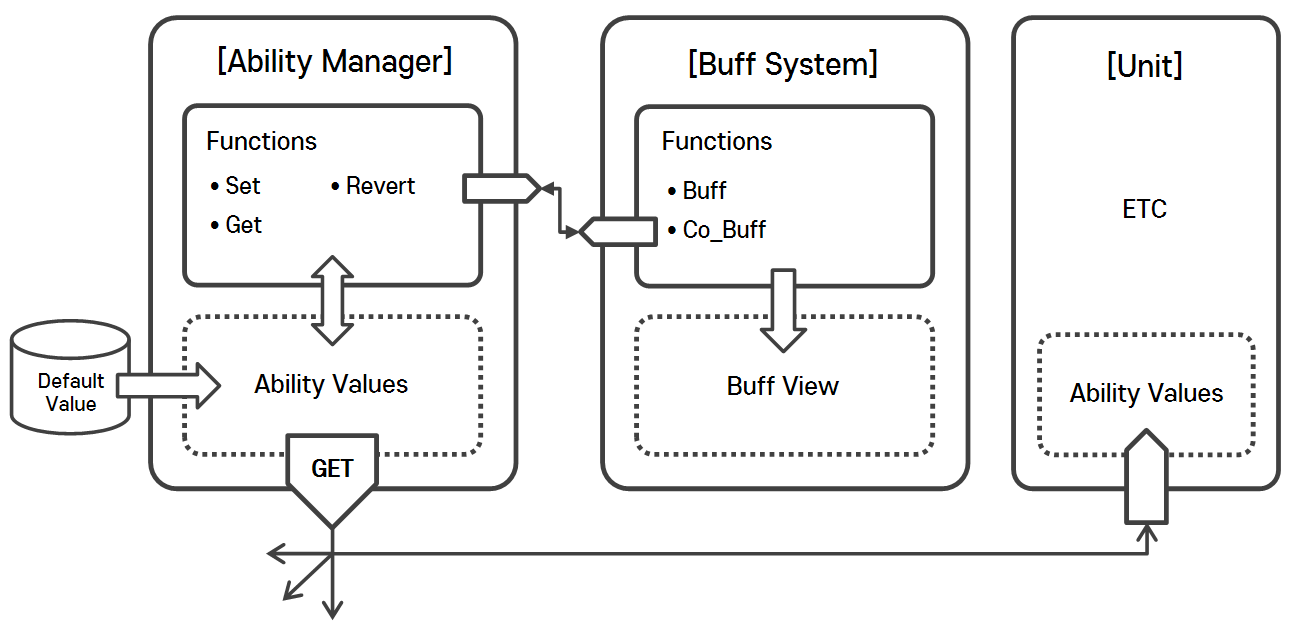 [Ability Manager]
Functions
• Set
• Revert
• Get
Default
Value
Ability Values
GET
[Buff System]
Functions
• Buff
• Co_Buff
Buff View
[Unit]
ETC
Ability Values